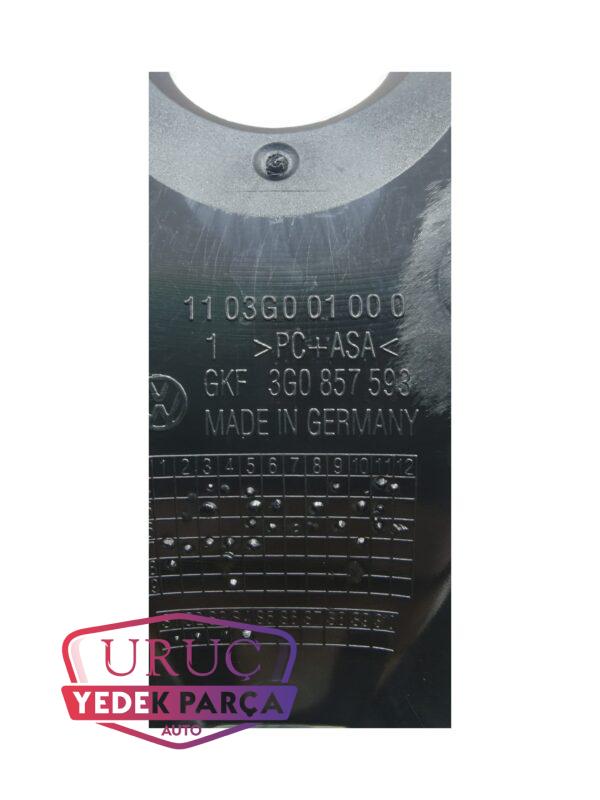 11 03G0 01 00 0
1 >PC+ASA<
GKF 3G0 857 593
MADE IN GERMANY
1 2 3 4 5 6 7 8 9 10 11 12
URUÇ
YEDEK PARÇA
AUTO